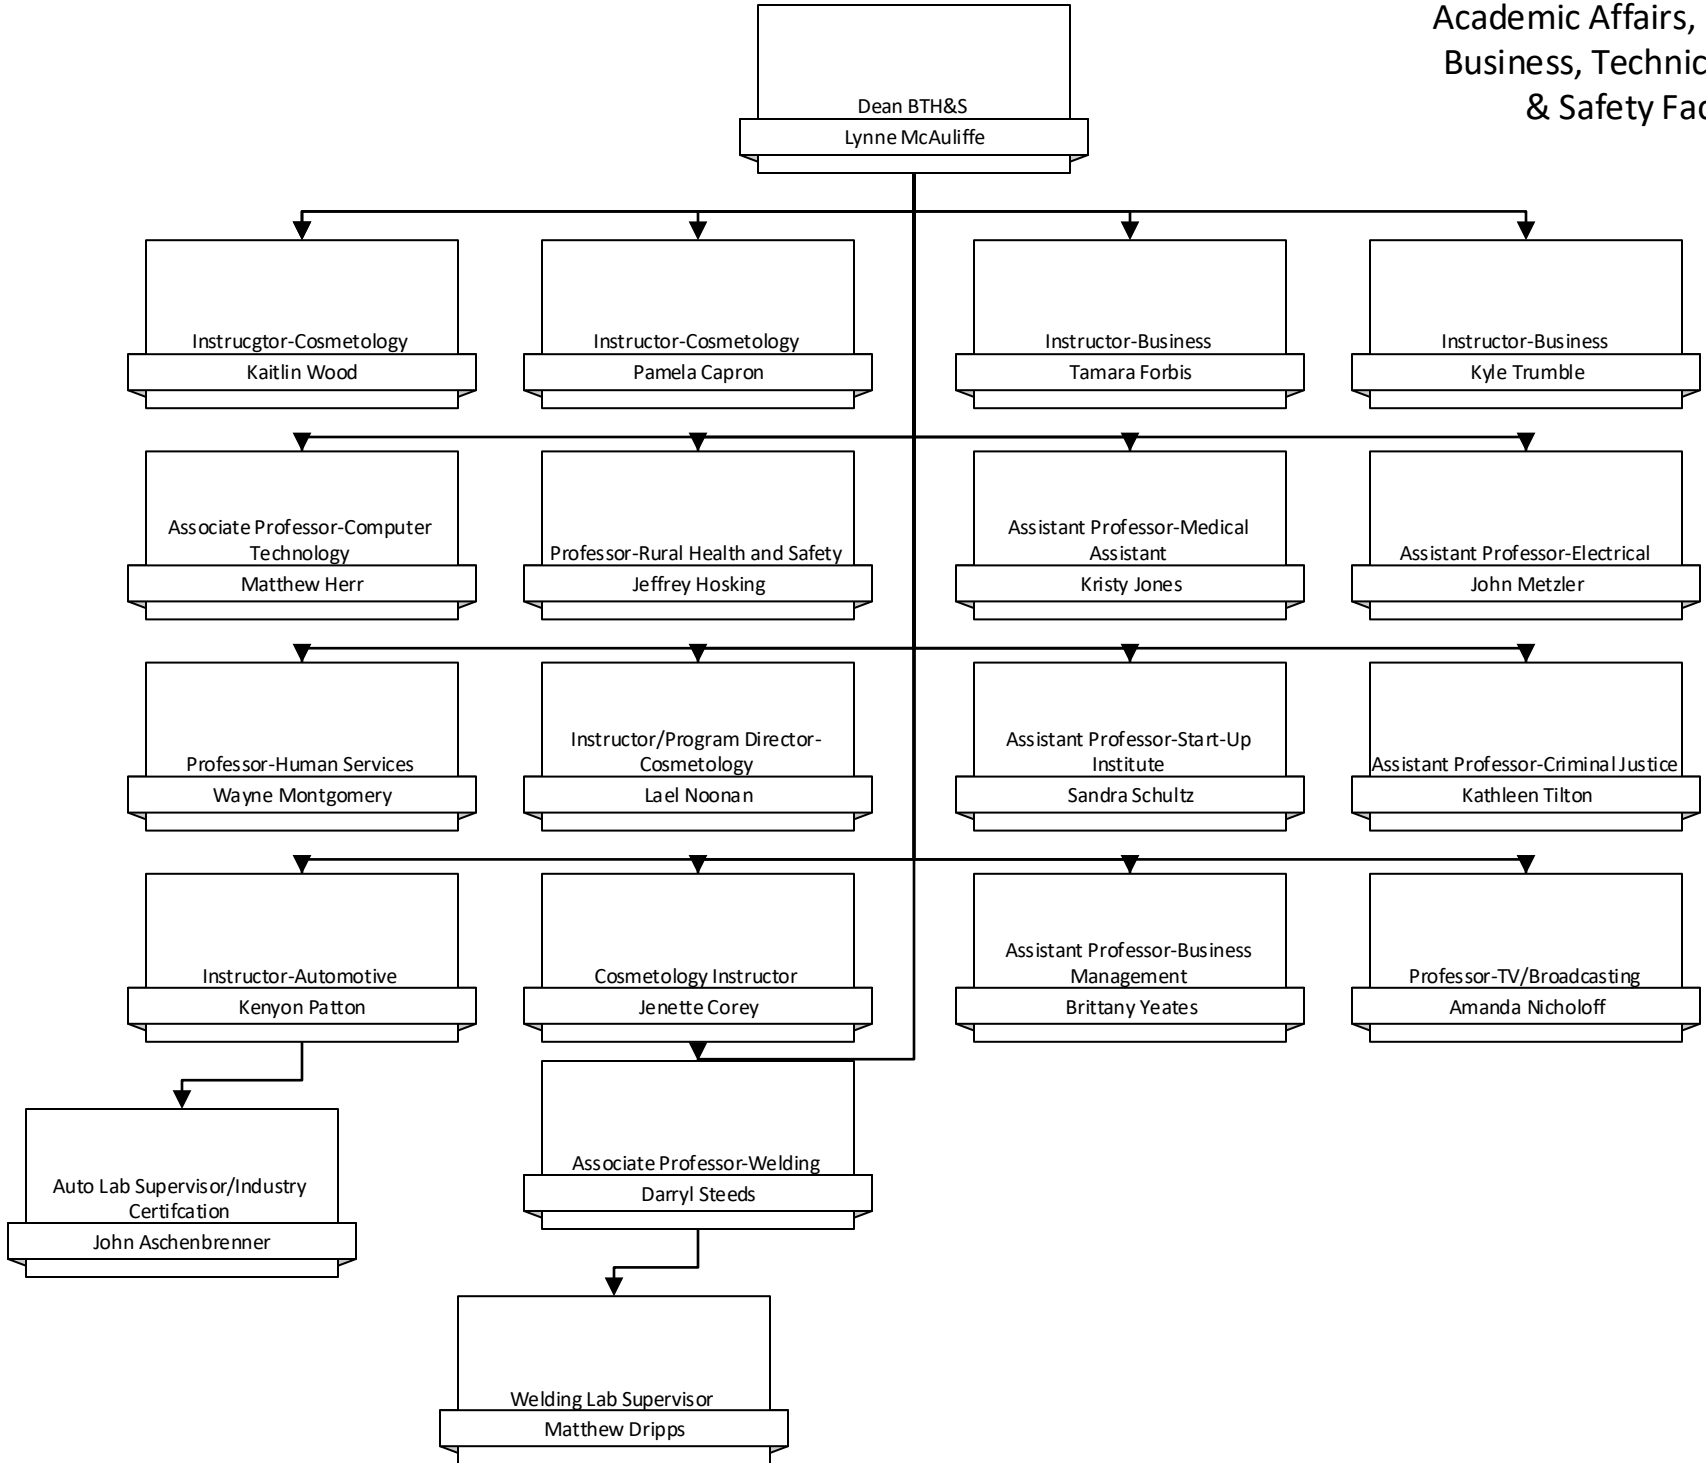 Academic Affairs,
Business, Technic
& Safety Fac
Dean BTH&S
Lynne McAuliffe
Instrucgtor-Cosmetology
Kaitlin Wood
Instructor-Cosmetology
Pamela Capron
Instructor-Business
Tamara Forbis
Instructor-Business
Kyle Trumble
Associate Professor-Computer
Technology
Matthew Herr
Professor-Rural Health and Safety
Jeffrey Hosking
Assistant Professor-Medical
Assistant
Kristy Jones
Assistant Professor-Electrical
John Metzler
Professor-Human Services
Wayne Montgomery
Instructor/Program Director-
Cosmetology
Lael Noonan
Assistant Professor-Start-Up
Institute
Sandra Schultz
Assistant Professor-Criminal Justice
Kathleen Tilton
Instructor-Automotive
Kenyon Patton
Cosmetology Instructor
Jenette Corey
Assistant Professor-Business
Management
Brittany Yeates
Professor-TV/Broadcasting
Amanda Nicholoff
Auto Lab Supervisor/Industry
Certifcation
John Aschenbrenner
Associate Professor-Welding
Darryl Steeds
Welding Lab Supervisor
Matthew Dripps